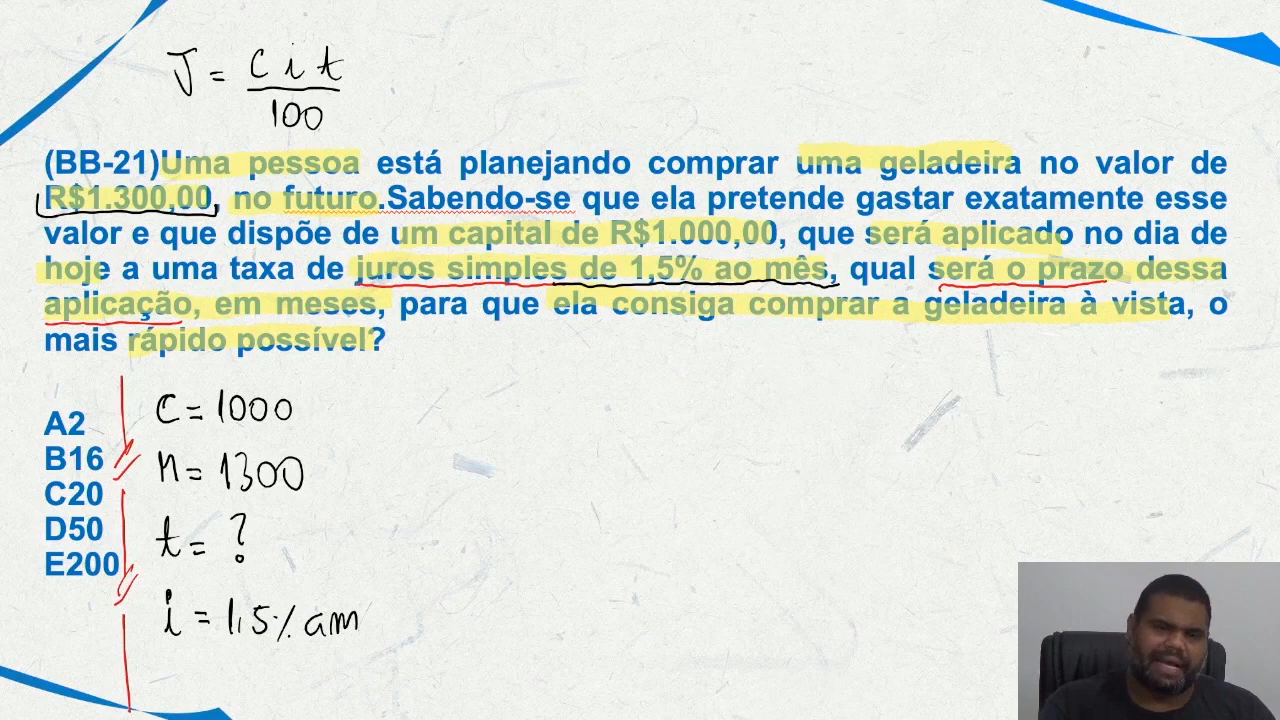 J = C i t
100
(BB-21)Uma pessoa está planejando comprar uma geladeira no valor de
R$1.300,00, no futuro.Sabendo-se que ela pretende gastar exatamente esse
valor e que dispõe de um capital de R$1.000,00, que será aplicado no dia de
hoje a uma taxa de juros simples de 1,5% ao mês, qual será o prazo dessa
aplicação, em meses, para que ela consiga comprar a geladeira à vista, o
mais rápido possível?
A2
B16
C20
D50
E200
C = 1000
M = 1300
t = ?
i = 1,5% am